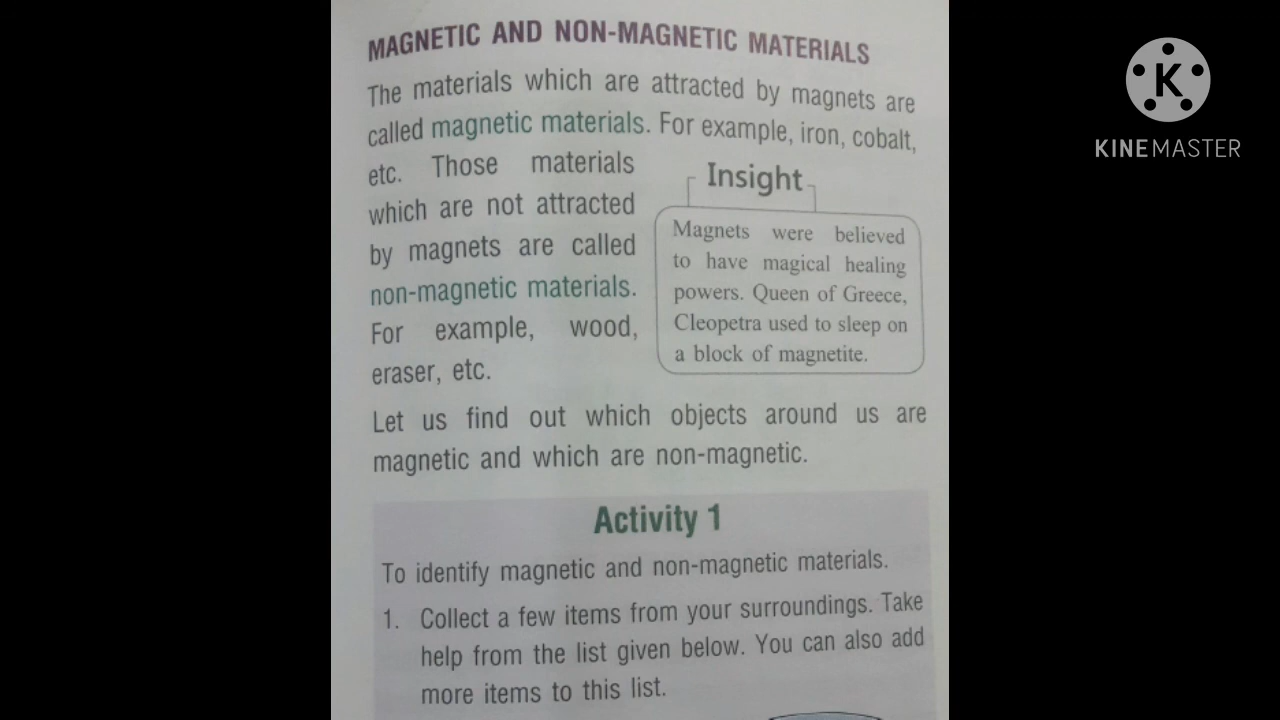 MAGNETIC AND NON-MAGNETIC MATERIALS
The materials which are attracted by magnets are
called magnetic materials. For example, iron, cobalt,
etc. Those materials
which are not attracted
by magnets are called
non-magnetic materials.
For example, wood,
eraser, etc.
Insight
Magnets were believed
to have magical healing
powers. Queen of Greece,
Cleopetra used to sleep on
a block of magnetite.
Let us find out which objects around us are
magnetic and which are non-magnetic.
Activity 1
To identify magnetic and non-magnetic materials.
1. Collect a few items from your surroundings. Take
help from the list given below. You can also add
more items to this list.
K
KINEMASTER